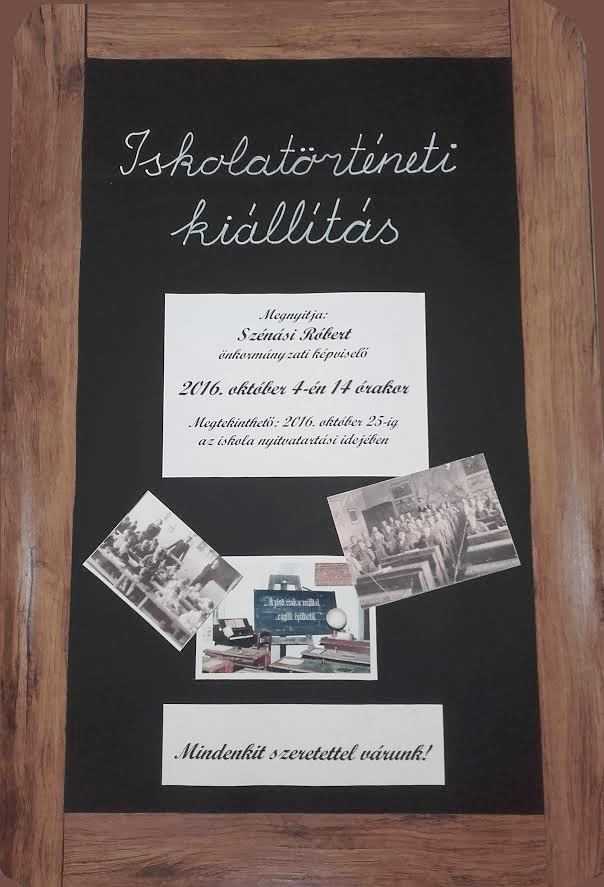 Iskolatörténeti
kiállítás
Megnyitja:
Szénási Róbert
önkormányzati képviselő
2016. október 4-én 14 órakor
Megtekinthető: 2016. október 25-ig
az iskola nyitvatartási idejében
Mindenkit szeretettel várunk!